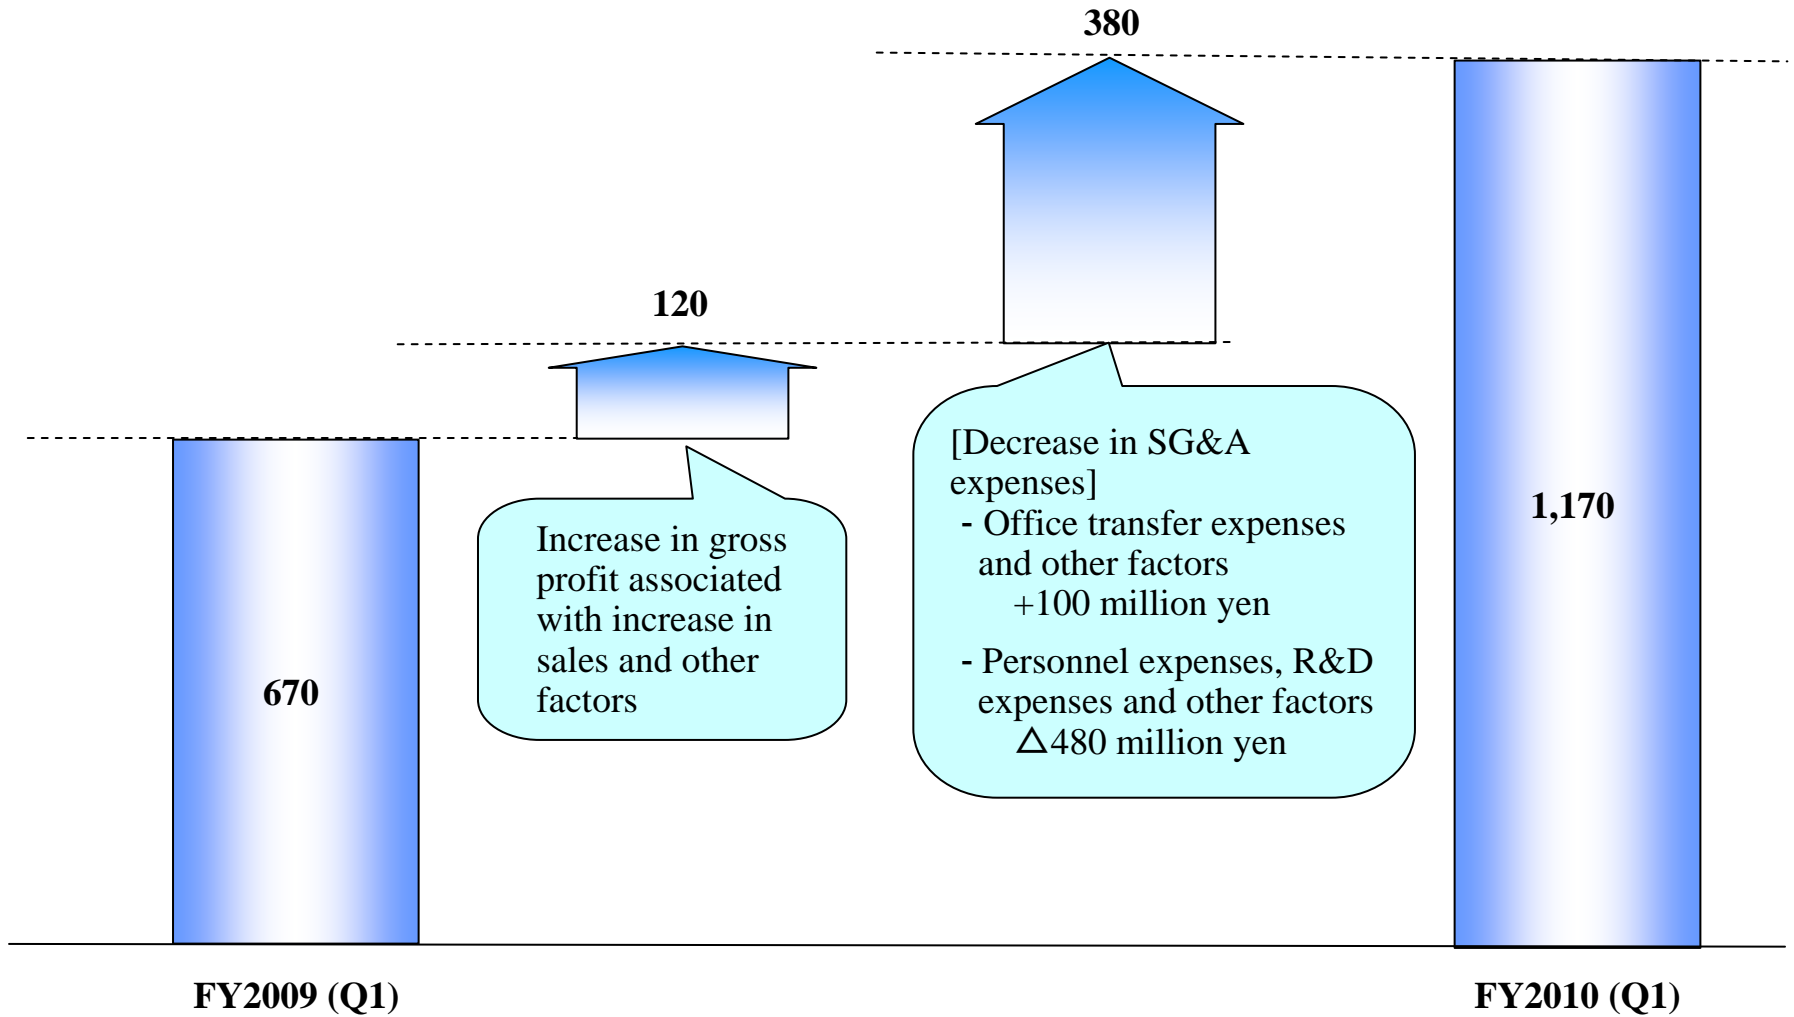 380
120
[Decrease in SG&A
expenses]
- Office transfer expenses
and other factors
+100 million yen
- Personnel expenses, R&D
expenses and other factors
△480 million yen
1,170
Increase in gross
profit associated
with increase in
sales and other
factors
670
FY2009 (Q1)
FY2010 (Q1)